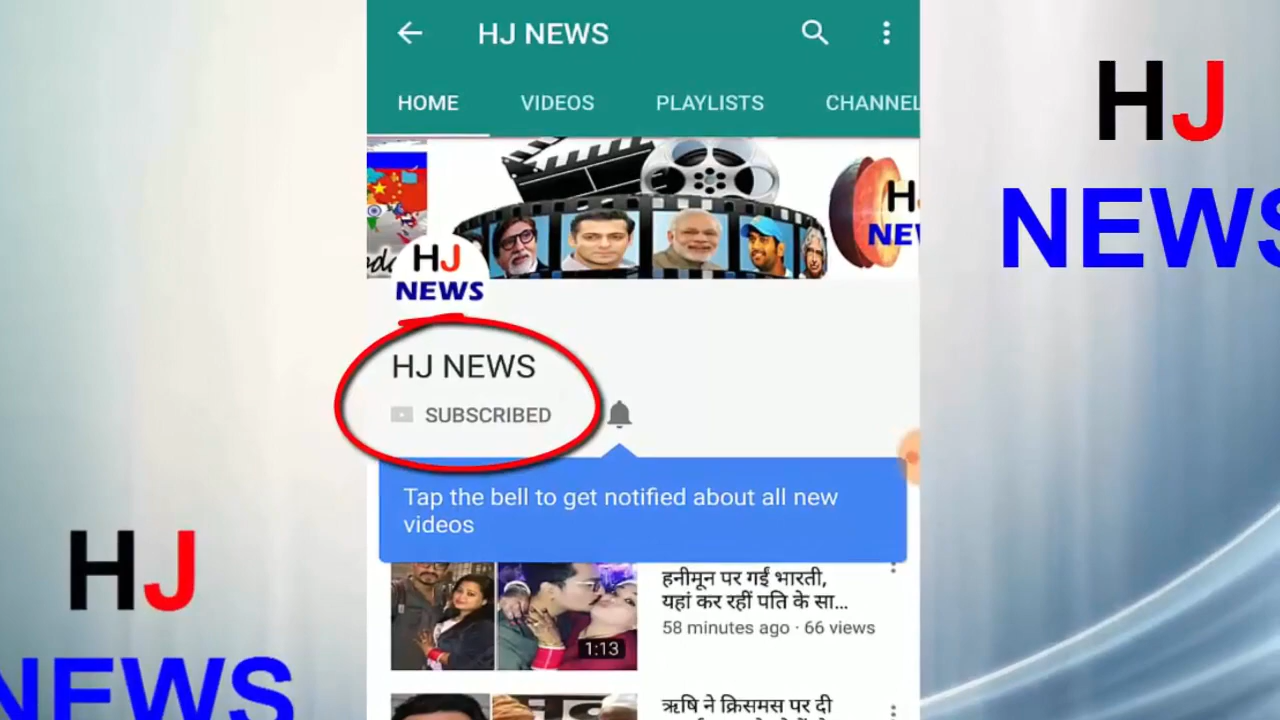 HJ NEWS
HOME VIDEOS PLAYLISTS CHANNEL
HJ
NEWS
HJ
NEWS
HJ NEWS
SUBSCRIBED
Tap the bell to get notified about all new
videos
हनीमून पर गईं भारती,
यहां कर रहीं पति के सा...
58 minutes ago · 66 views
1:13
ऋषि ने क्रिसमस पर दी
HJ
NEWS